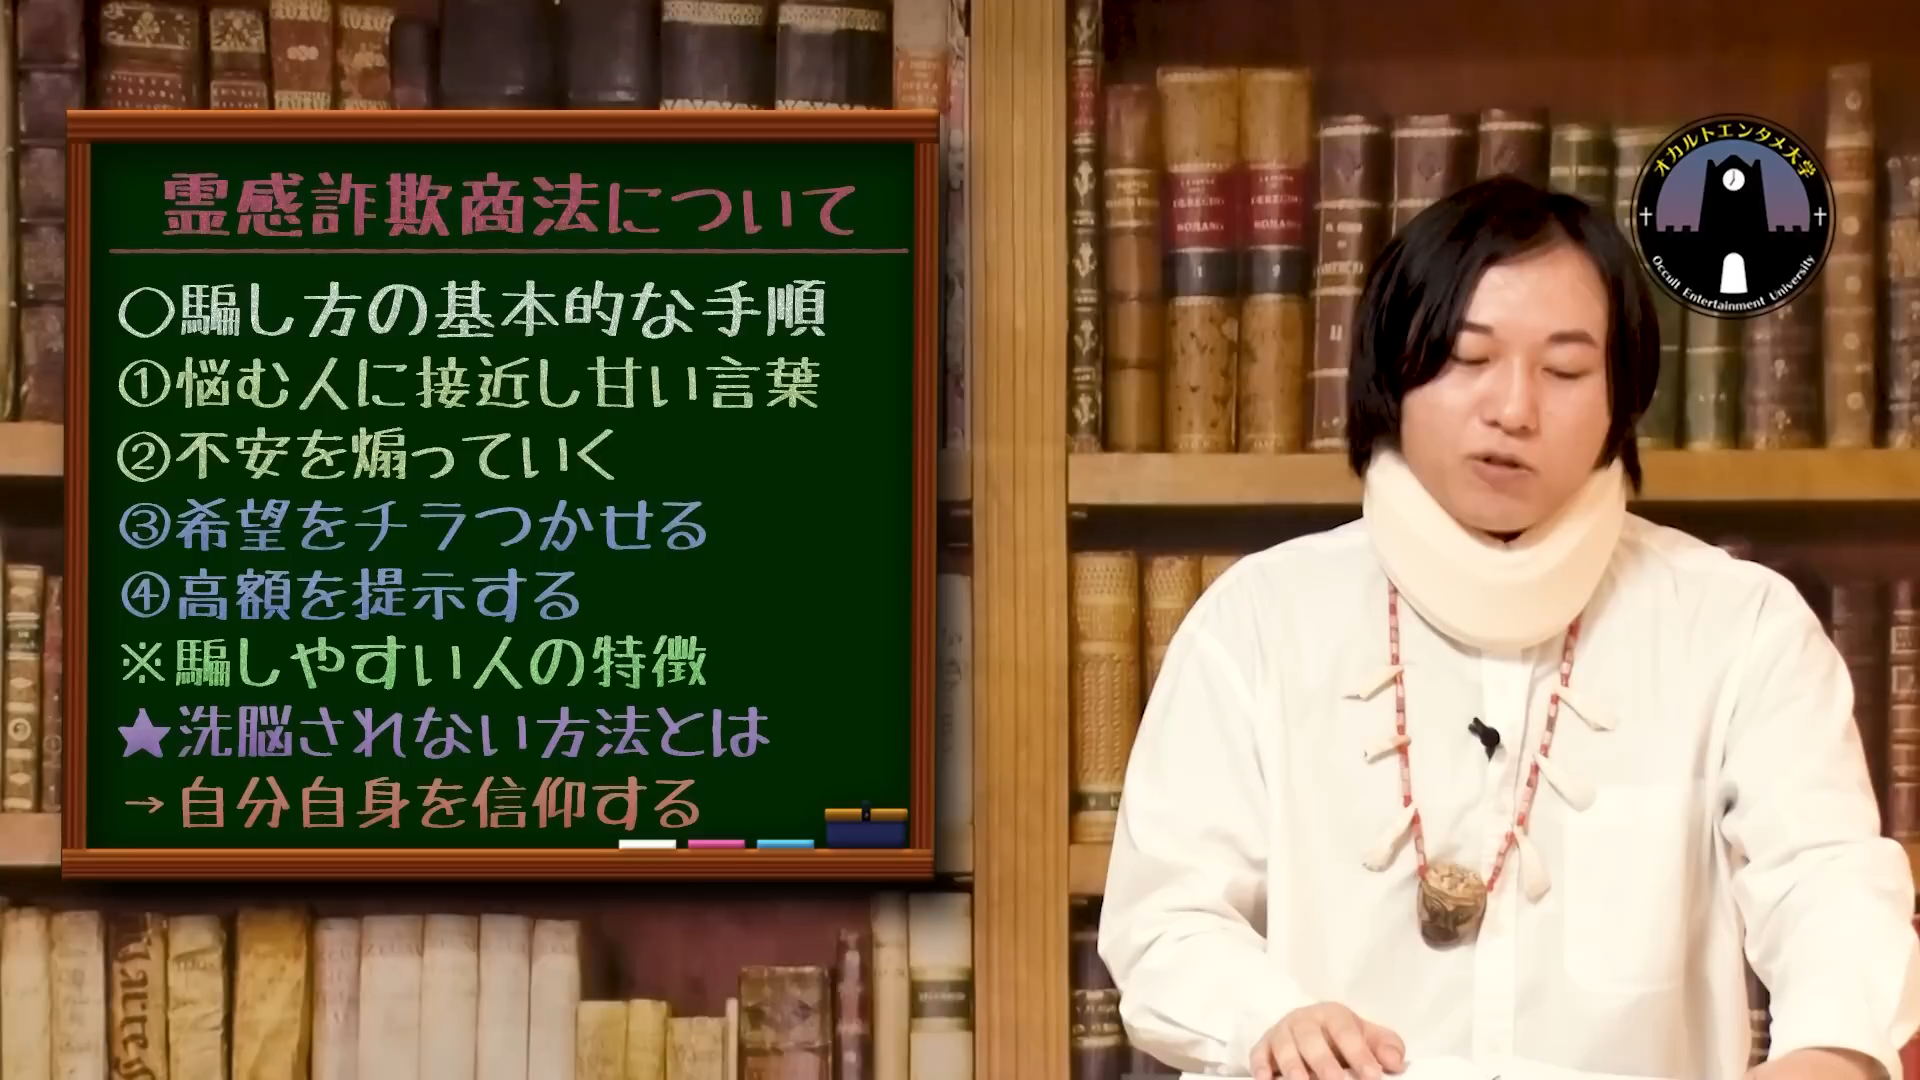 霊感詐欺商法について
○騙し方の基本的な手順
①悩む人に接近し甘い言葉
②不安を煽っていく
③希望をチラつかせる
④高額を提示する
※騙しやすい人の特徴
★洗脳されない方法とは
→自分自身を信仰する
オカルトエンタメ大学
Occult Entertainment University